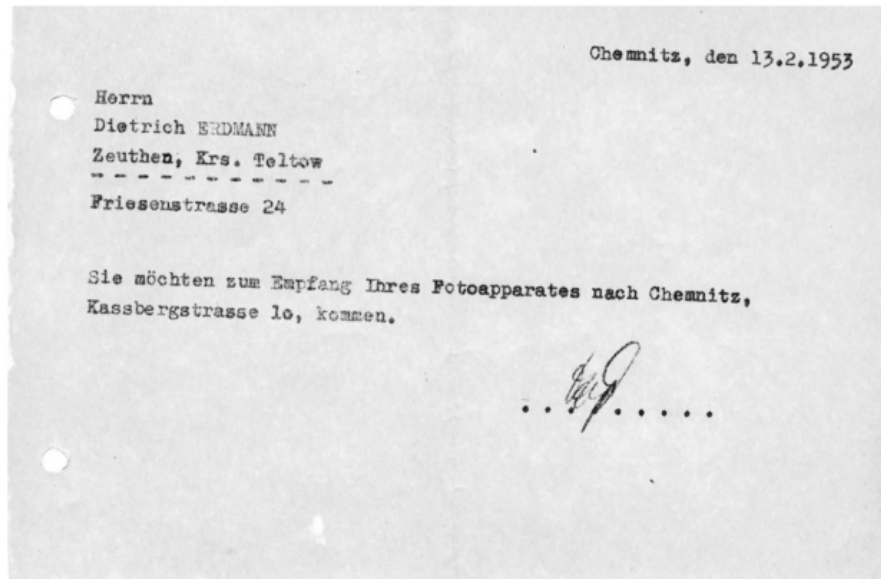 Chemnitz, den 13.2.1953
Herrn
Dietrich ERDMANN
Zeuthen, Krs. Teltow
- - - - - - - - - - -
Friesenstrasse 24
Sie möchten zum Empfang Ihres Fotoapparates nach Chemnitz,
Kassbergstrasse 1o, kommen.
. . . . . . . . .